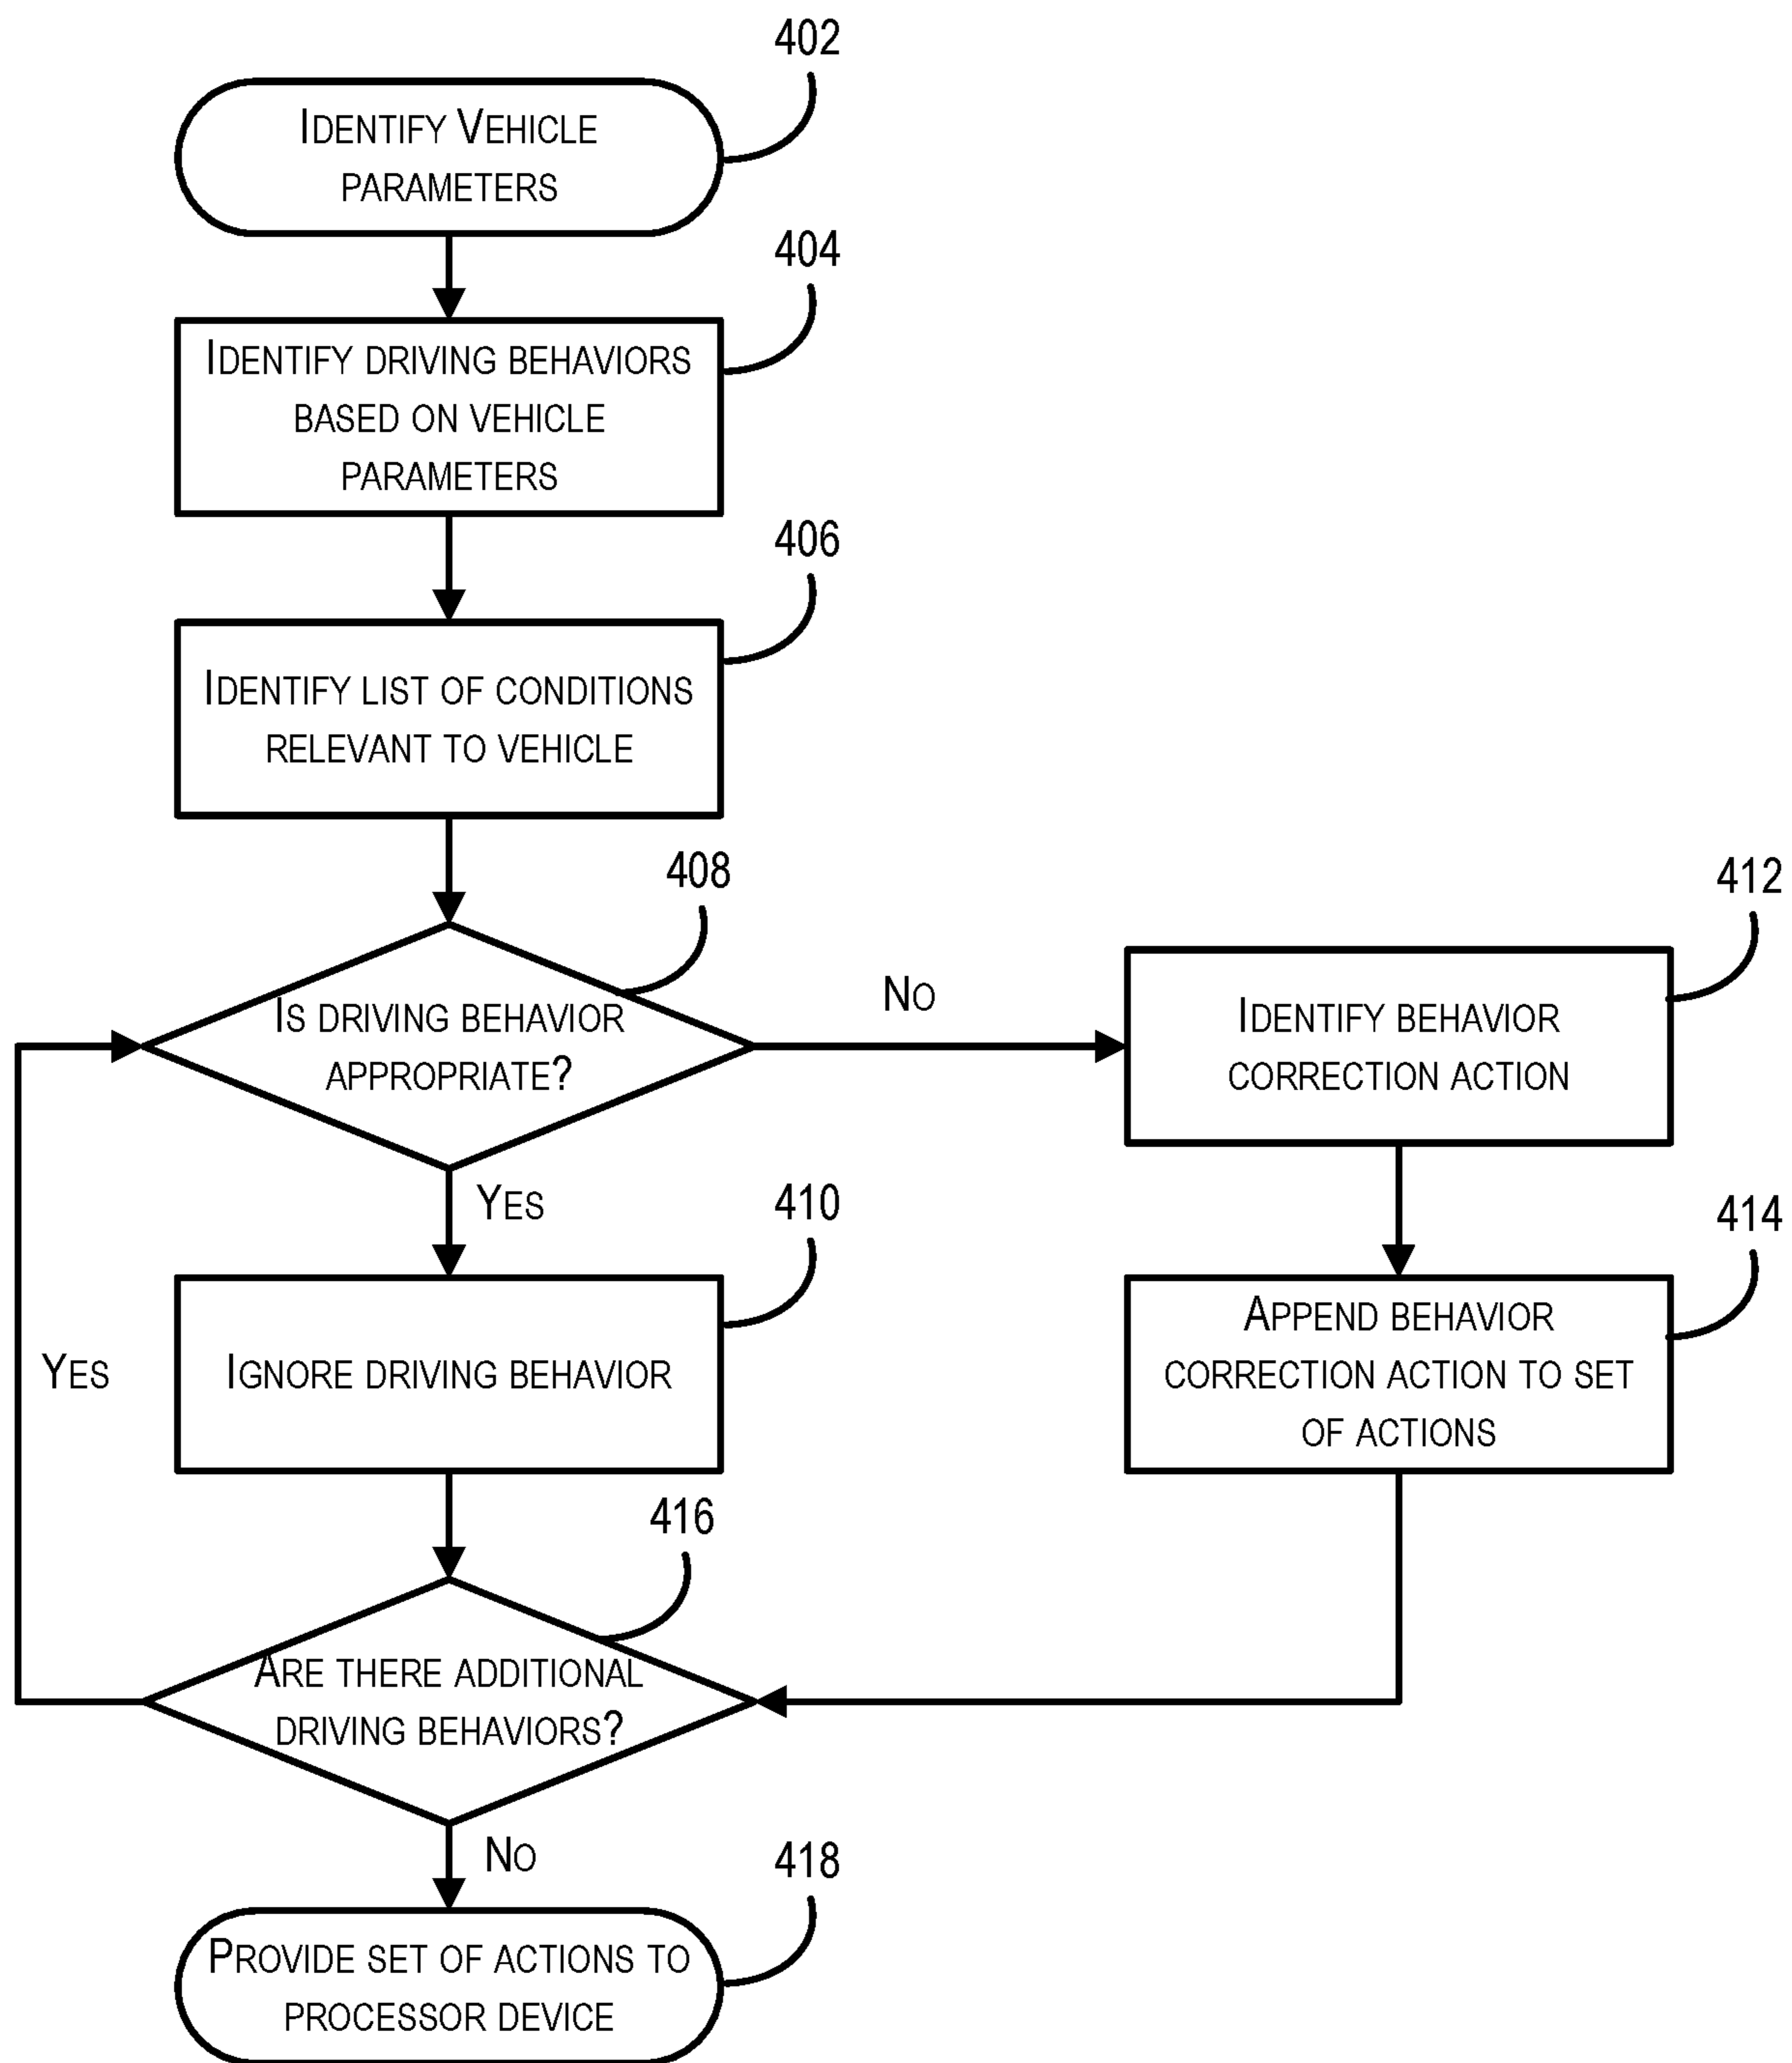 402
Identify Vehicle
parameters
404
Identify driving behaviors
based on vehicle
parameters
406
Identify list of conditions
relevant to vehicle
408
Is driving behavior
appropriate?
No
412
Identify behavior
correction action
Yes
410
Ignore driving behavior
414
Append behavior
correction action to set
of actions
Yes
416
Are there additional
driving behaviors?
No
418
Provide set of actions to
processor device